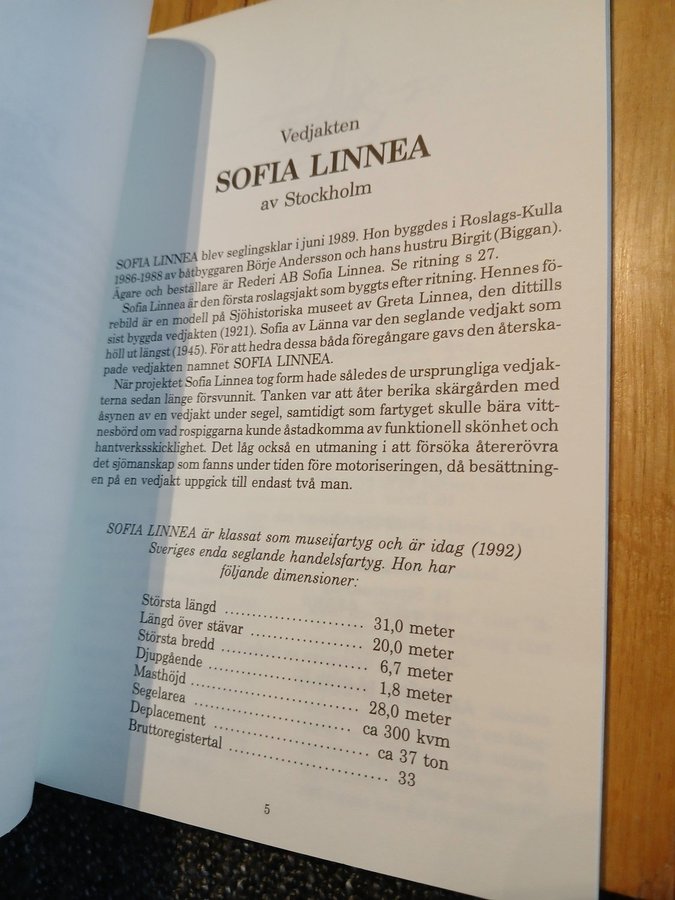 Vedjakten
SOFIA LINNEA
av Stockholm
SOFIA LINNEA blev seglingsklar i juni 1989. Hon byggdes i Roslags-Kulla
1986-1988 av båtbyggaren Börje Andersson och hans hustru Birgit (Biggan).
Ägare och beställare är Rederi AB Sofia Linnea. Se ritning s 27.
Sofia Linnea är den första roslagsjakt som byggts efter ritning. Hennes fö-
rebild är en modell på Sjöhistoriska museet av Greta Linnea, den dittills
sist byggda vedjakten (1921). Sofia av Länna var den seglande vedjakt som
höll ut längst (1945). För att hedra dessa båda föregångare gavs den återska-
pade vedjakten namnet SOFIA LINNEA.
När projektet Sofia Linnea tog form hade således de ursprungliga vedjak-
terna sedan länge försvunnit. Tanken var att åter berika skärgården med
åsynen av en vedjakt under segel, samtidigt som fartyget skulle bära vitt-
nesbörd om vad rospiggarna kunde åstadkomma av funktionell skönhet och
hantverksskicklighet. Det låg också en utmaning i att försöka återerövra
det sjömanskap som fanns under tiden före motoriseringen, då besättning-
en på en vedjakt uppgick till endast två man.
SOFIA LINNEA är klassat som museifartyg och är idag (1992)
Sveriges enda seglande handelsfartyg. Hon har
följande dimensioner:
Största längd .................... 31,0 meter
Längd över stävar .................... 20,0 meter
Största bredd .................... 6,7 meter
Djupgående .................... 1,8 meter
Masthöjd .................... 28,0 meter
Segelarea .................... ca 300 kvm
Deplacement .................... ca 37 ton
Bruttoregistertal .................... 33
5